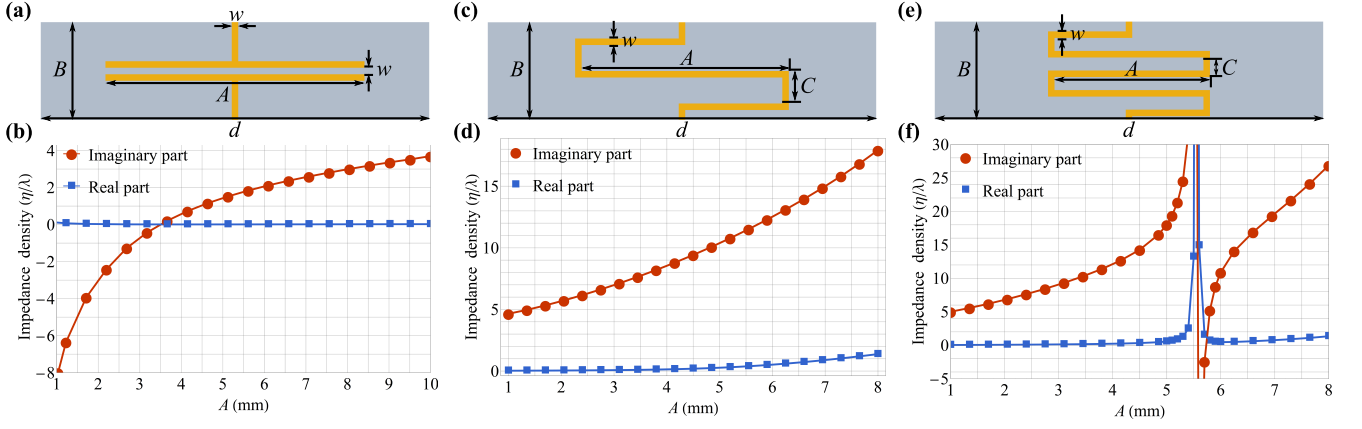 (a)
w
B
w
A
d
(b)
Impedance density (η/λ)
4
2
0
−2
−4
−6
−8
Imaginary part
Real part
1 2 3 4 5 6 7 8 9 10
A (mm)
(c)
w
B
A
C
d
(d)
Impedance density (η/λ)
15
10
5
0
Imaginary part
Real part
1 2 3 4 5 6 7 8
A (mm)
(e)
w
B
A
C
d
(f)
Impedance density (η/λ)
30
25
20
15
10
5
0
−5
Imaginary part
Real part
1 2 3 4 5 6 7 8
A (mm)